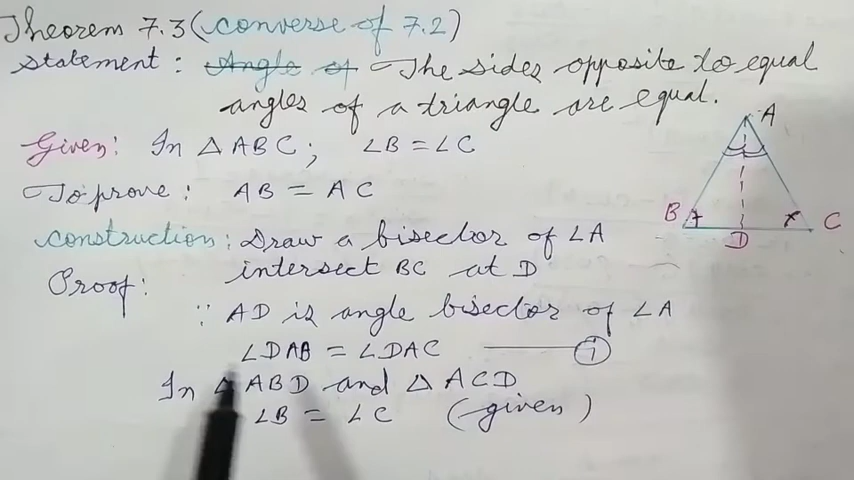 Theorem 7.3 (converse of 7.2)
Statement: Angle of The sides opposite to equal
angles of a triangle are equal.
Given: In △ABC; ∠B = ∠C
To prove: AB = AC
construction: Draw a bisector of ∠A
intersect BC at D
Proof:
∵ AD is angle bisector of ∠A
∠DAB = ∠DAC ——— (i)
In △ABD and △ACD
∠B = ∠C (given)
A
B
C
D